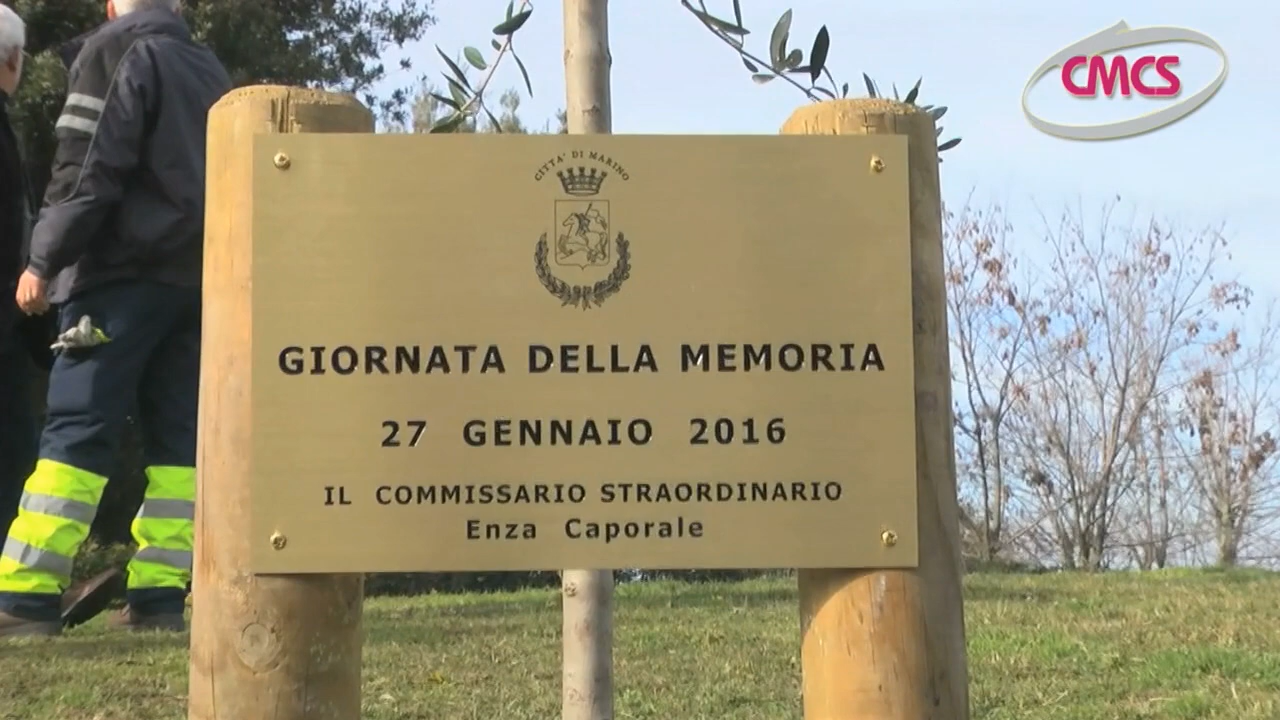 CMCS
CITTA' DI MARINO
GIORNATA DELLA MEMORIA
27 GENNAIO 2016
IL COMMISSARIO STRAORDINARIO
Enza Caporale